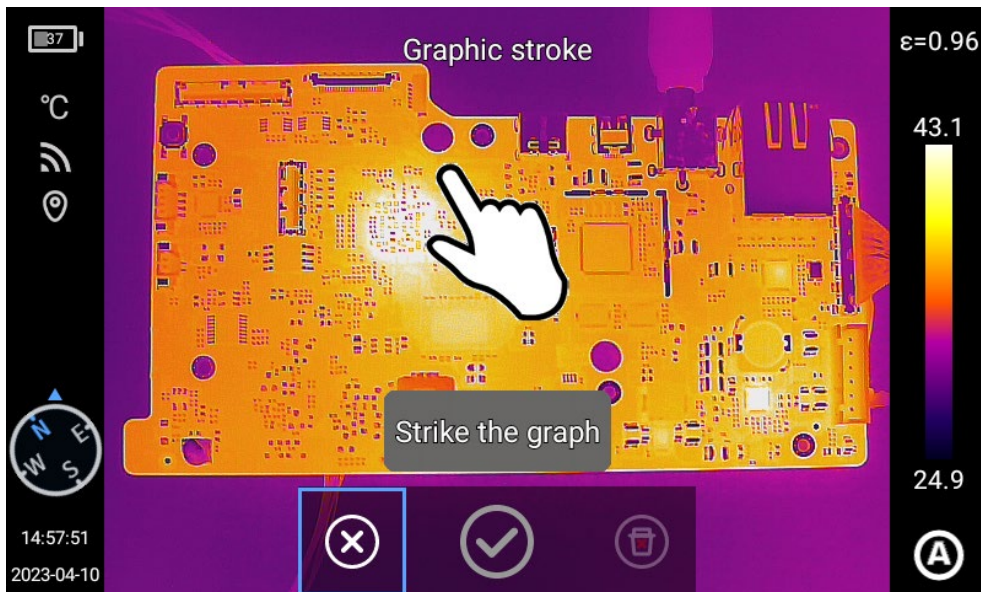 37
Graphic stroke
ε=0.96
℃
43.1
N
E
W
S
Strike the graph
24.9
14:57:51
2023-04-10
A